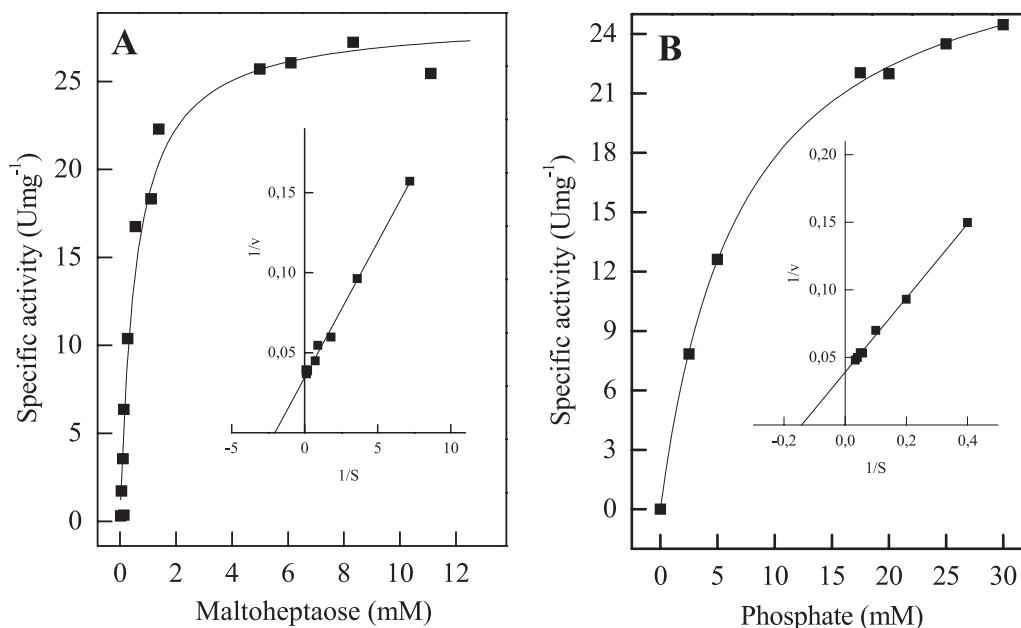 A
Specific activity (Umg-1)
25
20
15
10
5
0
0 2 4 6 8 10 12
Maltoheptaose (mM)
1/v
0,15
0,10
0,05
-5 0 5 10
1/S
B
Specific activity (Umg-1)
24
21
18
15
12
9
6
3
0
0 5 10 15 20 25 30
Phosphate (mM)
1/v
0,20
0,15
0,10
0,05
-0,2 0,0 0,2 0,4
1/S